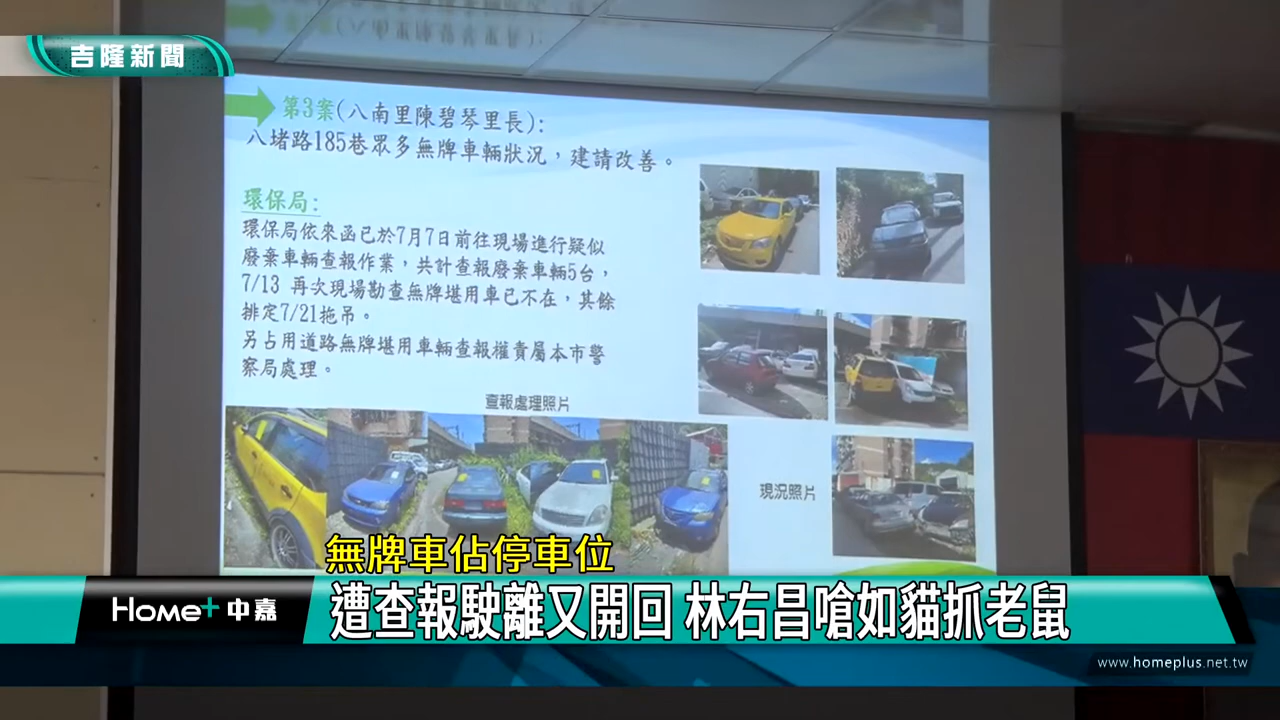 吉隆新聞
第3案(八南里陳碧琴里長):
八堵路185巷眾多無牌車輛狀況，建請改善。
環保局:
環保局依來函已於7月7日前往現場進行疑似
廢棄車輛查報作業，共計查報廢棄車輛5台，
7/13 再次現場勘查無牌堪用車已不在，其餘
排定7/21拖吊。
另占用道路無牌堪用車輛查報權責屬本市警
察局處理。
查報處理照片
現況照片
無牌車佔停車位
Home+中嘉
遭查報駛離又開回 林右昌嗆如貓抓老鼠
www.homeplus.net.tw